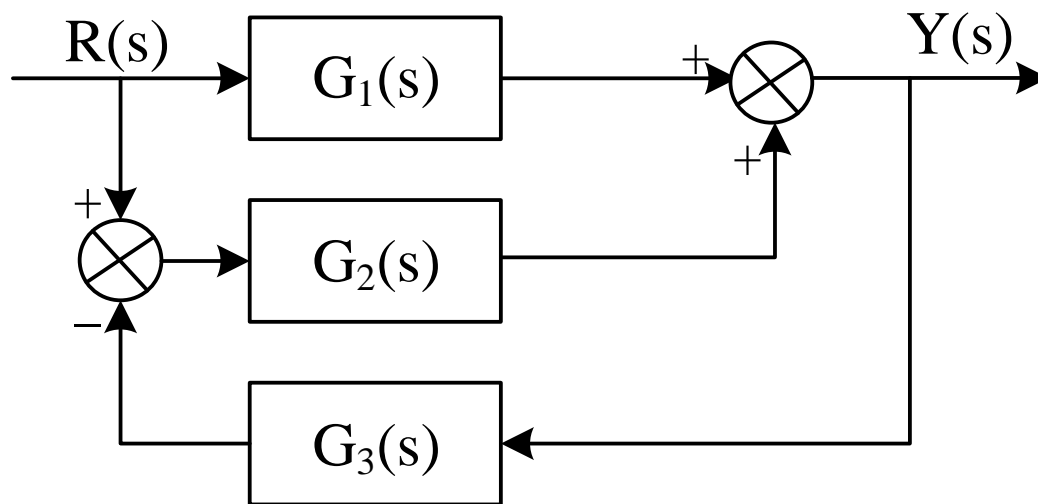 R(s)
Y(s)
G₁(s)
+
+
+
G₂(s)
−
G₃(s)